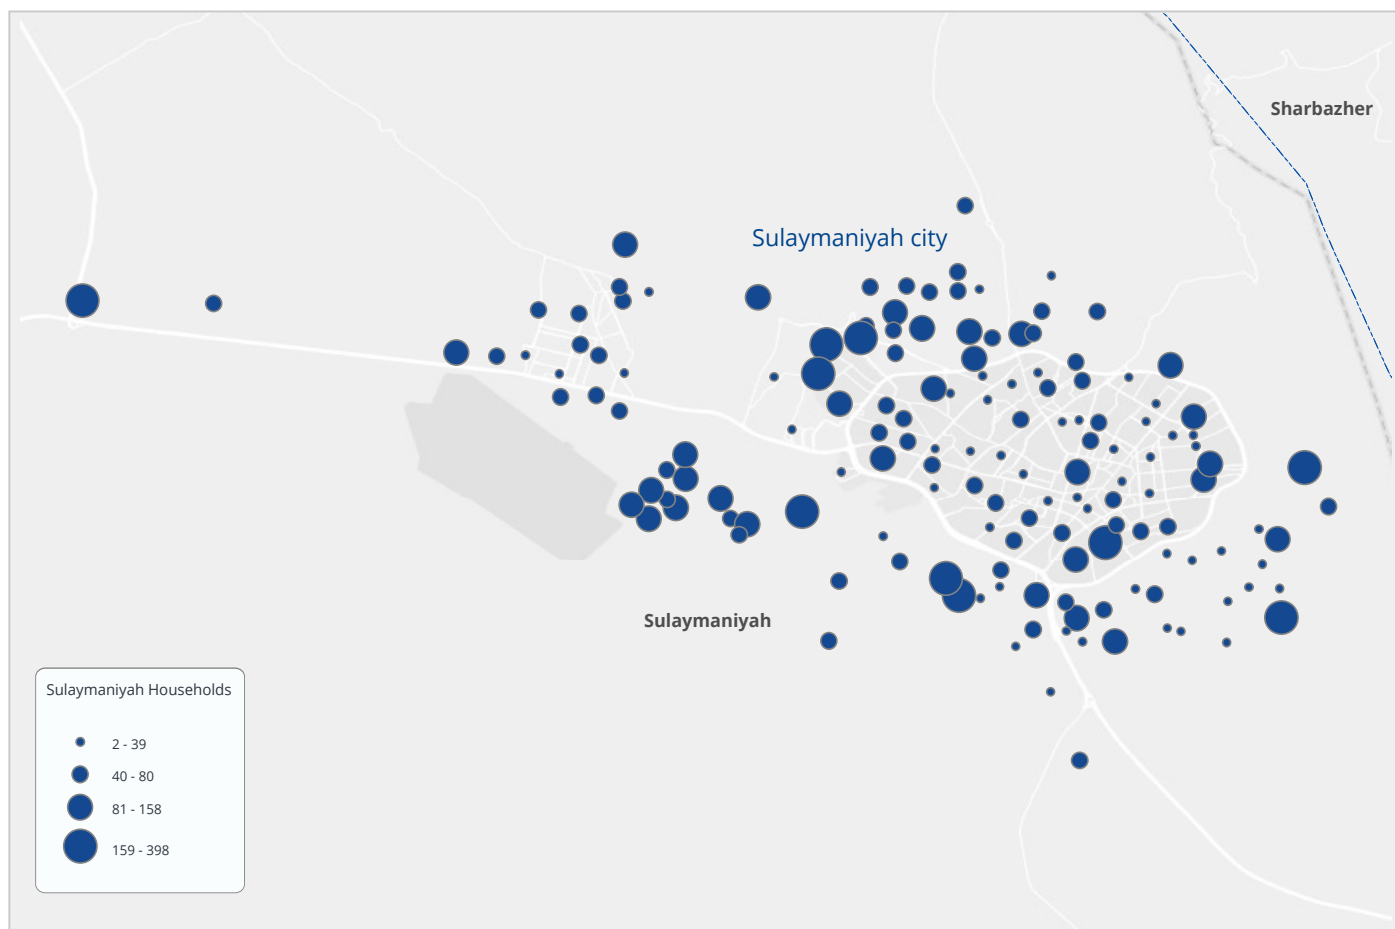 Sharbazher
Sulaymaniyah city
Sulaymaniyah
Sulaymaniyah Households
2 - 39
40 - 80
81 - 158
159 - 398